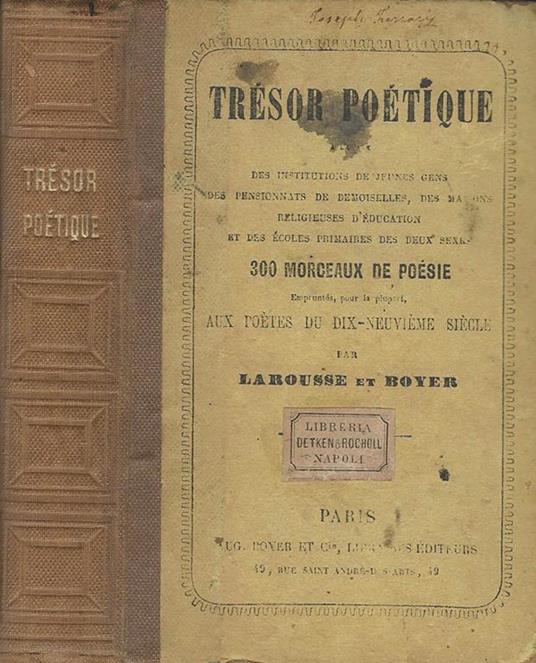 TRÉSOR
POÉTIQUE
Joseph
TRÉSOR POÉTIQUE
DES INSTITUTIONS DE JEUNES GENS
DES PENSIONNATS DE DEMOISELLES, DES
RELIGIEUSES D'ÉDUCATION
ET DES ÉCOLES PRIMAIRES DES DEUX
300 MORCEAUX DE POÉSIE
Empruntés, pour la plupart,
AUX POÈTES DU DIX-NEUVIÈME SIÈCLE
PAR
LAROUSSE ET BOYER
LIBRERIA
DETKEN & ROCHOLL
NAPOLI
PARIS
AUG. BOYER ET Cie, LIBRAIRES-ÉDITEURS
49, RUE SAINT-ANDRÉ-DES-ARTS, 49